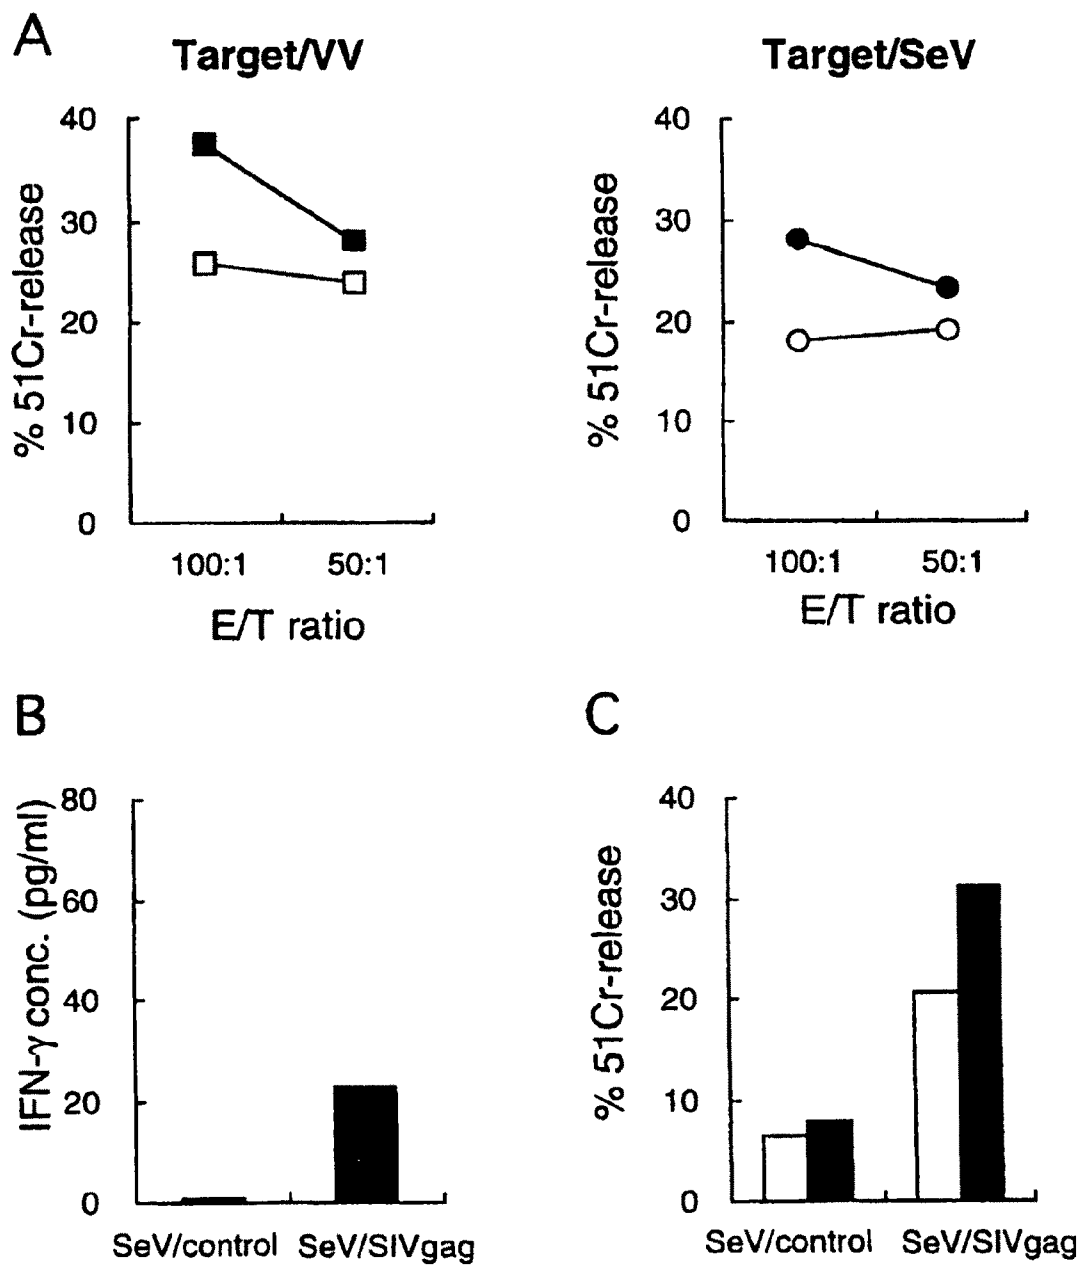 A
Target/VV
Target/SeV
% 51Cr-release
40
30
20
10
0
100:1 50:1
E/T ratio
% 51Cr-release
40
30
20
10
0
100:1 50:1
E/T ratio
B
IFN-γ conc. (pg/ml)
80
60
40
20
0
SeV/control SeV/SIVgag
C
% 51Cr-release
40
30
20
10
0
SeV/control SeV/SIVgag